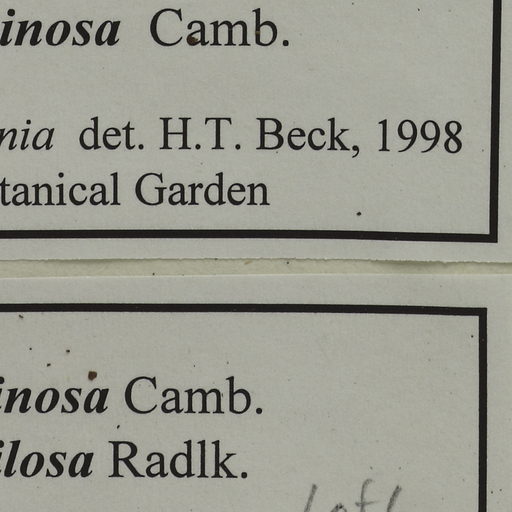 inosa Camb.
nia det. H.T. Beck, 1998
tanical Garden
inosa Camb.
ilosa Radlk.